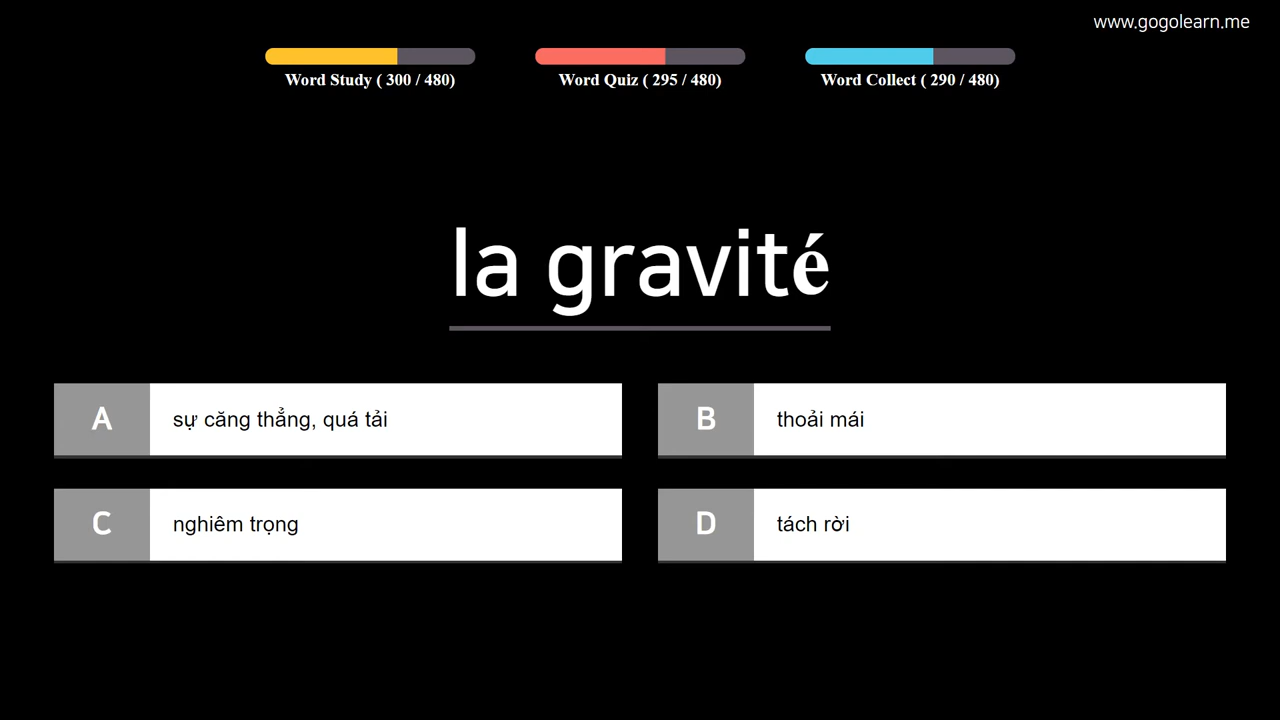 www.gogolearn.me
Word Study ( 300 / 480)
Word Quiz ( 295 / 480)
Word Collect ( 290 / 480)
la gravité
A sự căng thẳng, quá tải
B thoải mái
C nghiêm trọng
D tách rời